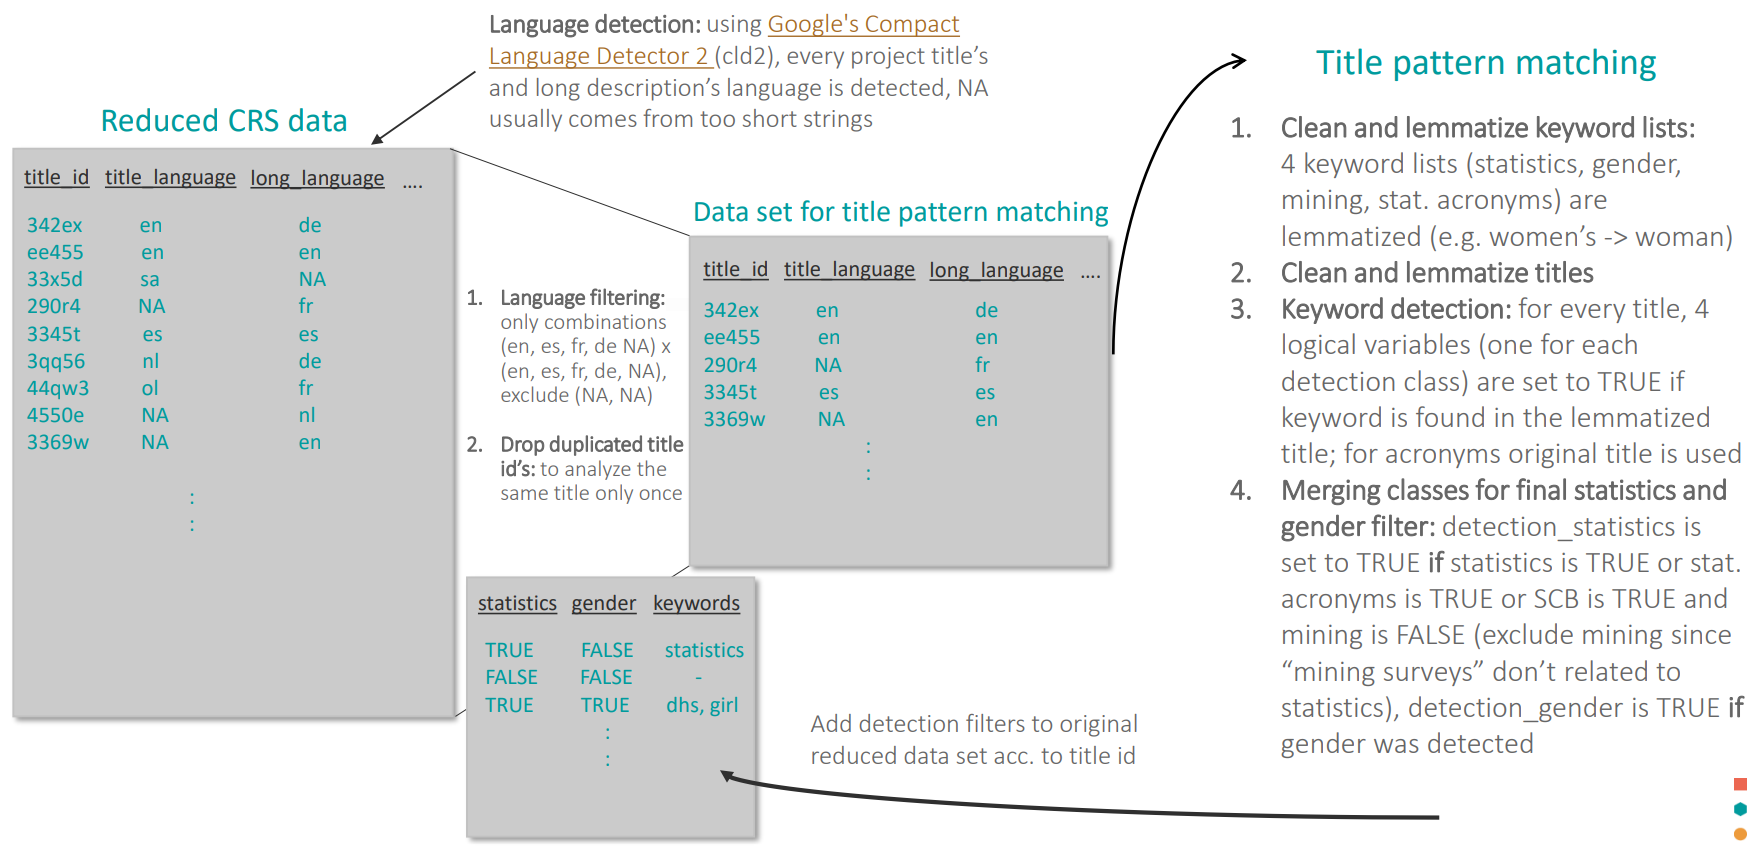 Language detection: using Google's Compact
Language Detector 2 (cld2), every project title's
and long description's language is detected, NA
usually comes from too short strings
Reduced CRS data
title_id title_language long_language ....
342ex en de
ee455 en en
33x5d sa NA
290r4 NA fr
3345t es es
3qq56 nl de
44qw3 ol fr
4550e NA nl
3369w NA en
:
:
1. Language filtering:
only combinations
(en, es, fr, de NA) x
(en, es, fr, de, NA),
exclude (NA, NA)
2. Drop duplicated title
id's: to analyze the
same title only once
Data set for title pattern matching
title_id title_language long_language ....
342ex en de
ee455 en en
290r4 NA fr
3345t es es
3369w NA en
:
:
Title pattern matching
1. Clean and lemmatize keyword lists:
4 keyword lists (statistics, gender,
mining, stat. acronyms) are
lemmatized (e.g. women's -> woman)
2. Clean and lemmatize titles
3. Keyword detection: for every title, 4
logical variables (one for each
detection class) are set to TRUE if
keyword is found in the lemmatized
title; for acronyms original title is used
4. Merging classes for final statistics and
gender filter: detection_statistics is
set to TRUE if statistics is TRUE or stat.
acronyms is TRUE or SCB is TRUE and
mining is FALSE (exclude mining since
"mining surveys" don't related to
statistics), detection_gender is TRUE if
gender was detected
statistics gender keywords
TRUE FALSE statistics
FALSE FALSE -
TRUE TRUE dhs, girl
:
:
Add detection filters to original
reduced data set acc. to title id